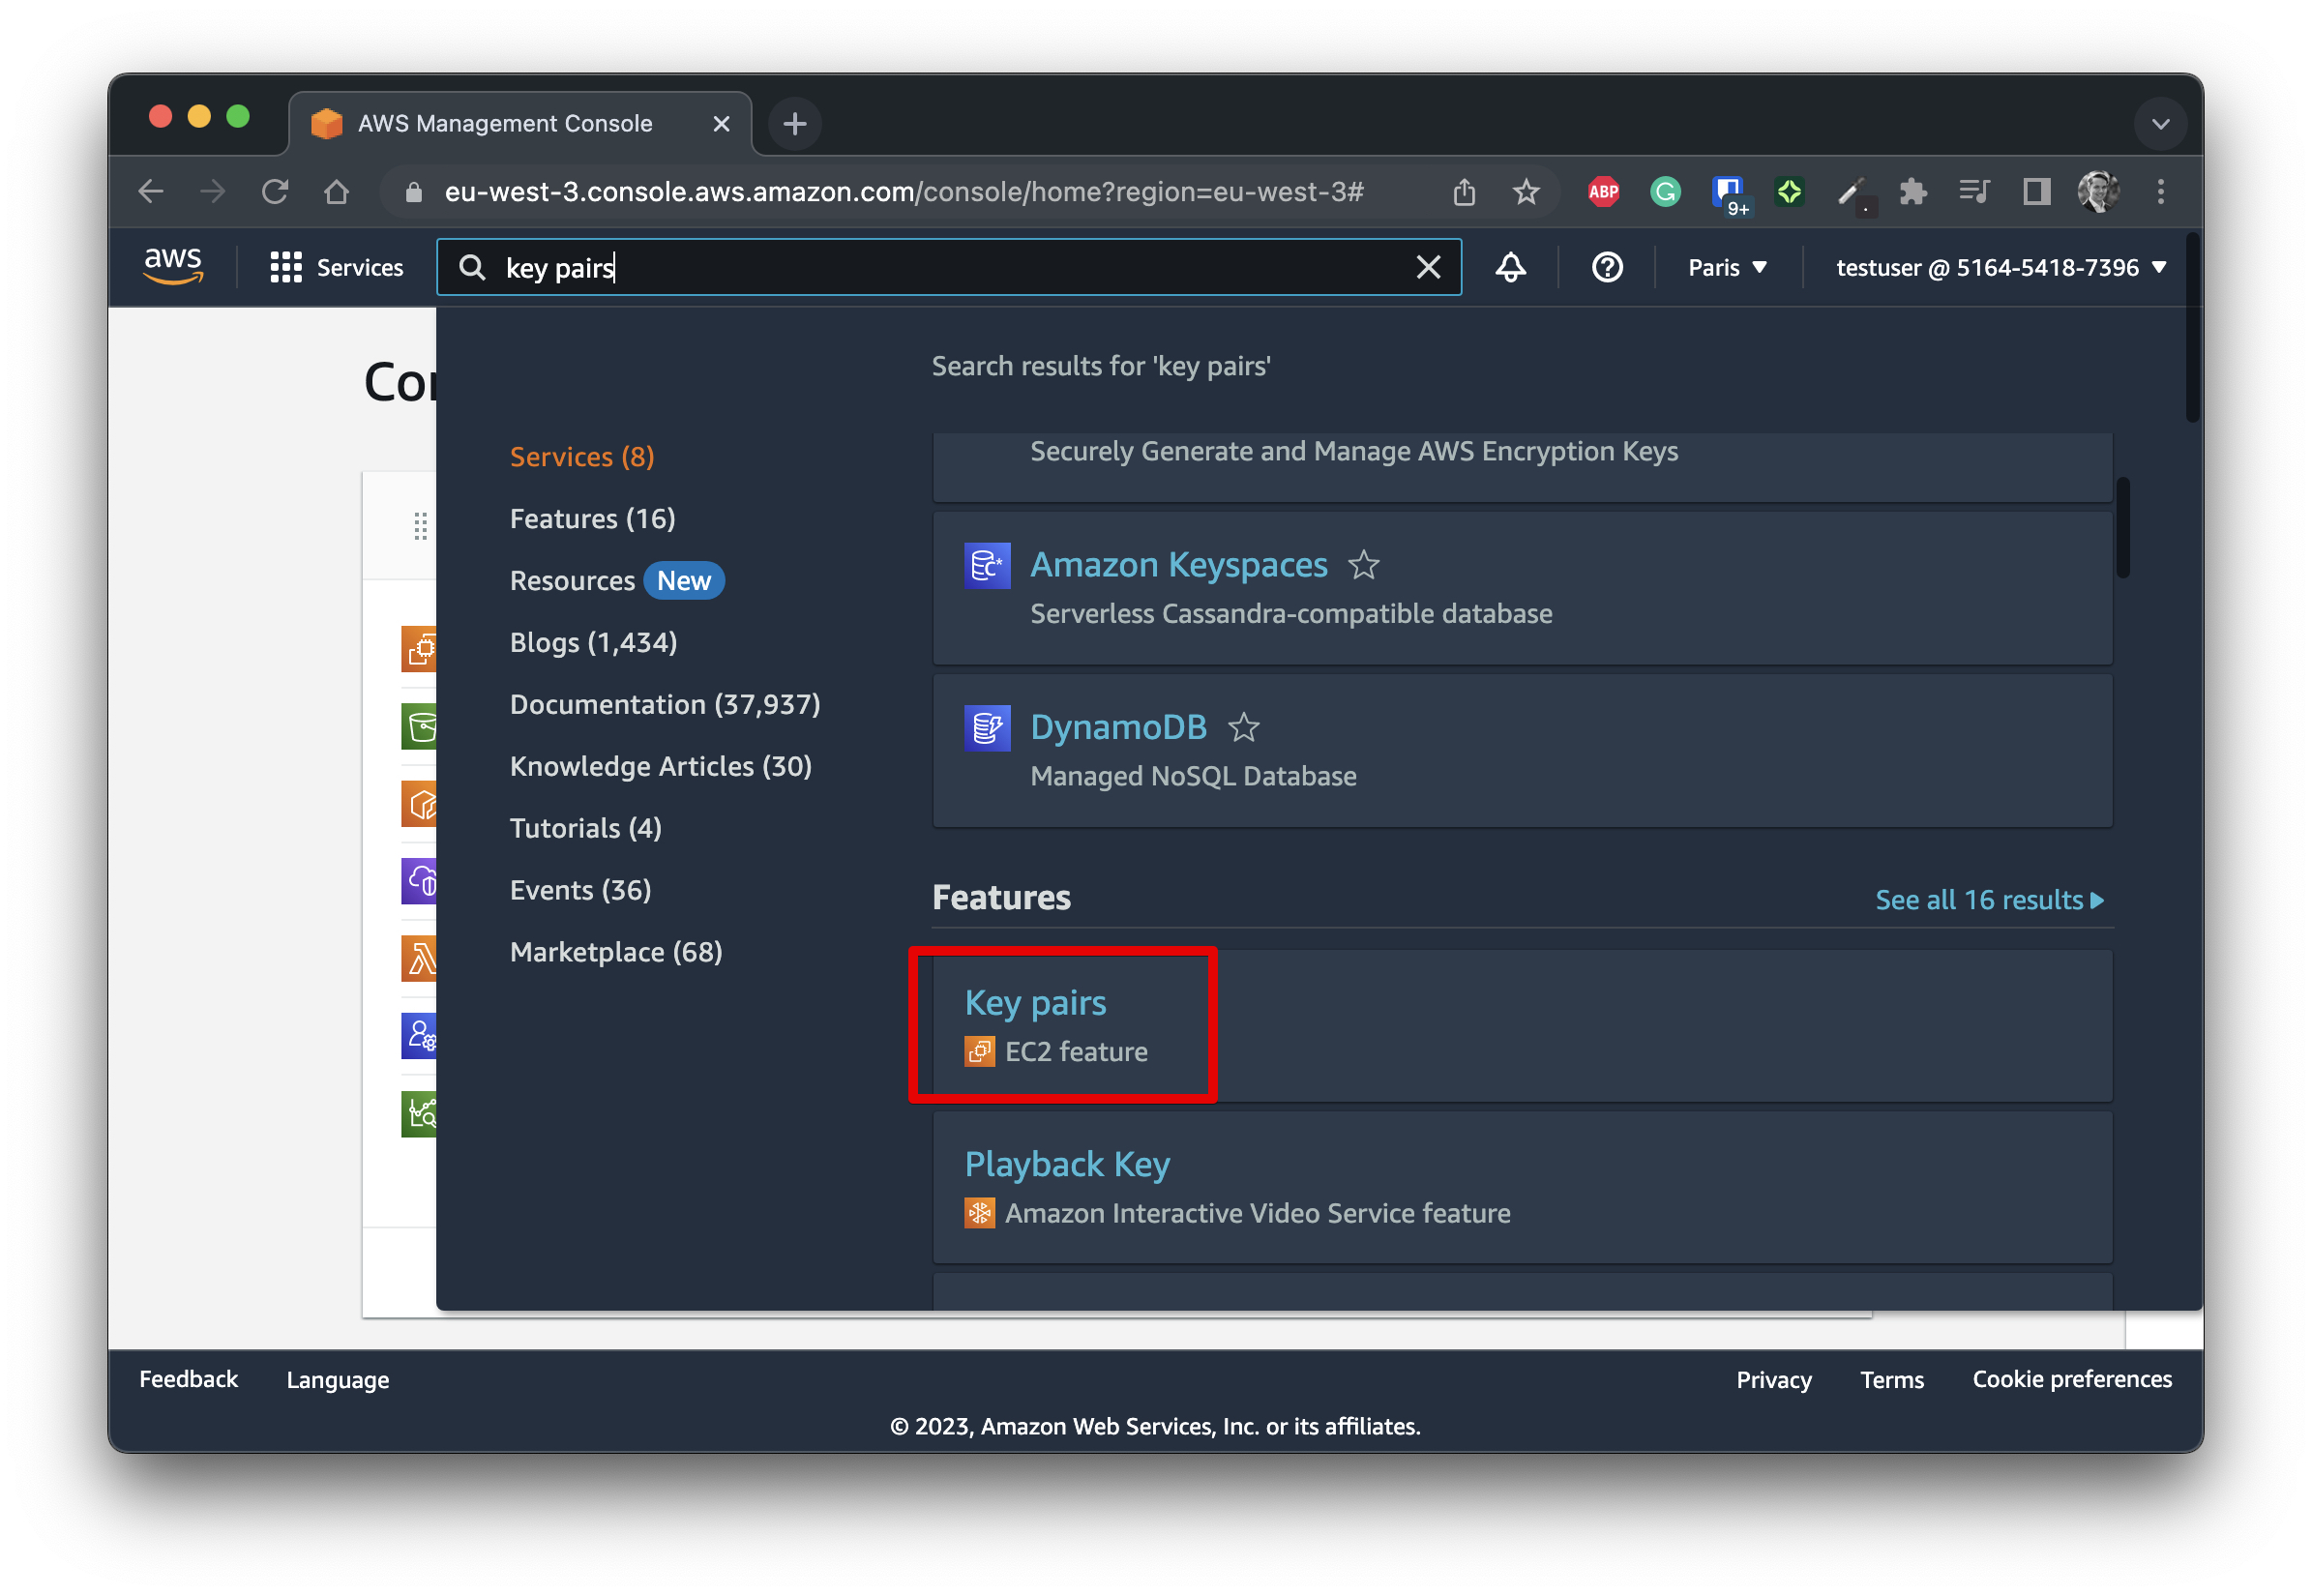 AWS Management Console
eu-west-3.console.aws.amazon.com/console/home?region=eu-west-3#
ABP
G
9+
aws
Services
key pairs
Paris
testuser @ 5164-5418-7396
Search results for 'key pairs'
Services (8)
Features (16)
Resources New
Blogs (1,434)
Documentation (37,937)
Knowledge Articles (30)
Tutorials (4)
Events (36)
Marketplace (68)
Securely Generate and Manage AWS Encryption Keys
Amazon Keyspaces
Serverless Cassandra-compatible database
DynamoDB
Managed NoSQL Database
Features
See all 16 results
Key pairs
EC2 feature
Playback Key
Amazon Interactive Video Service feature
Feedback
Language
Privacy
Terms
Cookie preferences
© 2023, Amazon Web Services, Inc. or its affiliates.